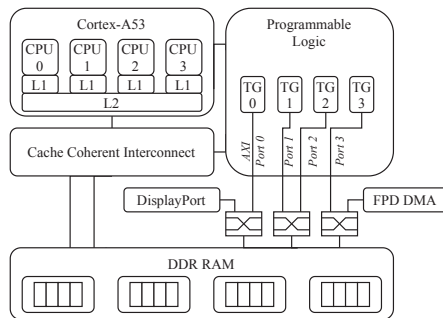 Cortex-A53
CPU 0
CPU 1
CPU 2
CPU 3
L1
L1
L1
L1
L2
Programmable
Logic
TG 0
TG 1
TG 2
TG 3
AXI
Port 0
Port 1
Port 2
Port 3
Cache Coherent Interconnect
DisplayPort
FPD DMA
DDR RAM